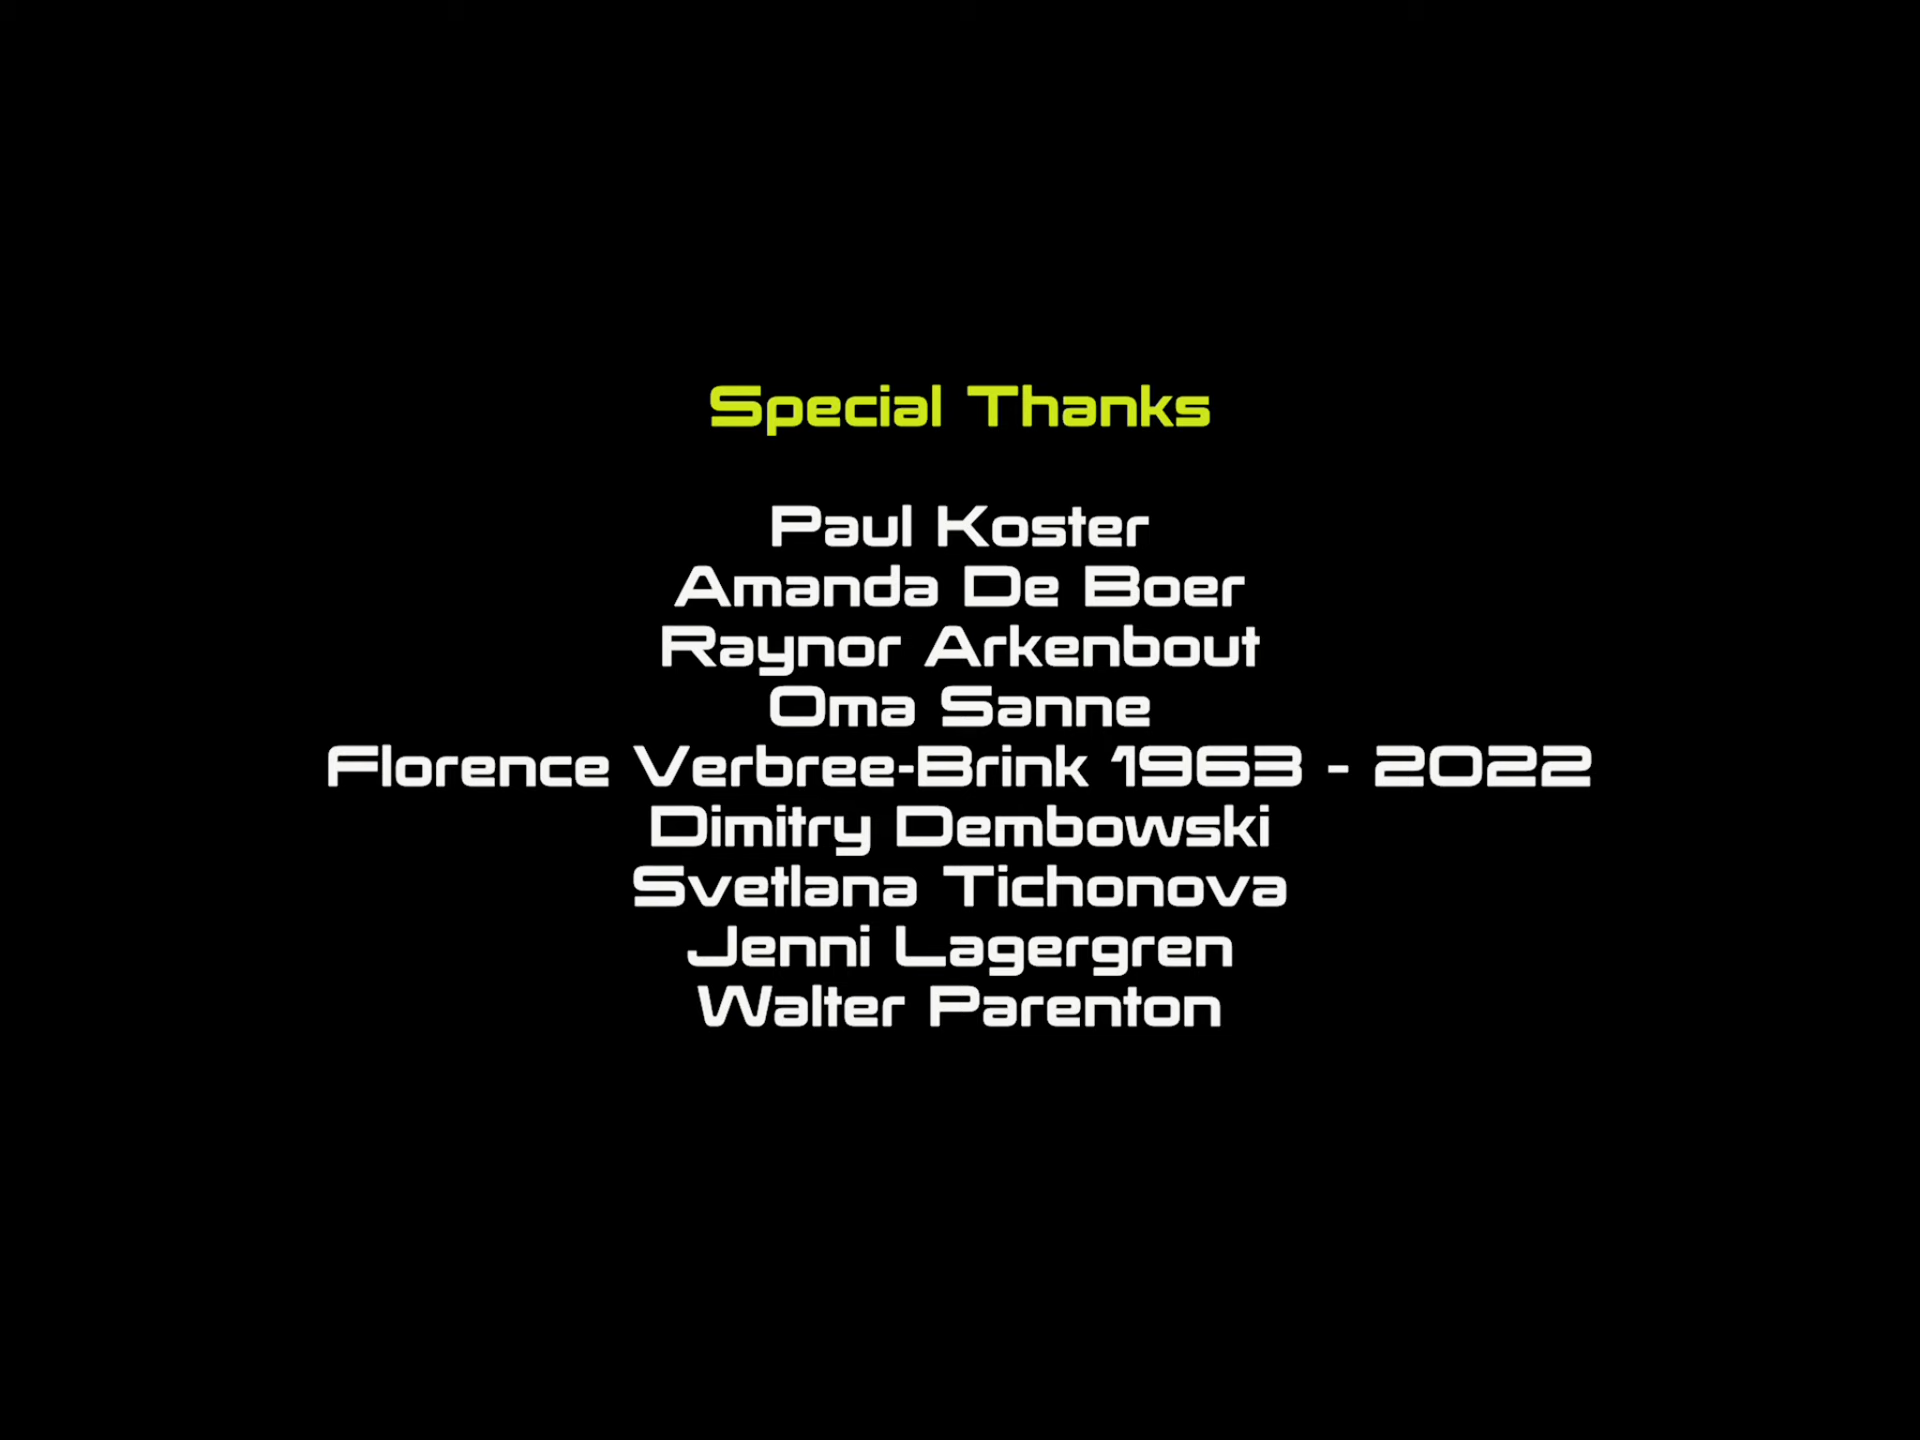 Special Thanks
Paul Koster
Amanda De Boer
Raynor Arkenbout
Oma Sanne
Florence Verbree-Brink 1963 - 2022
Dimitry Dembowski
Svetlana Tichonova
Jenni Lagergren
Walter Parenton